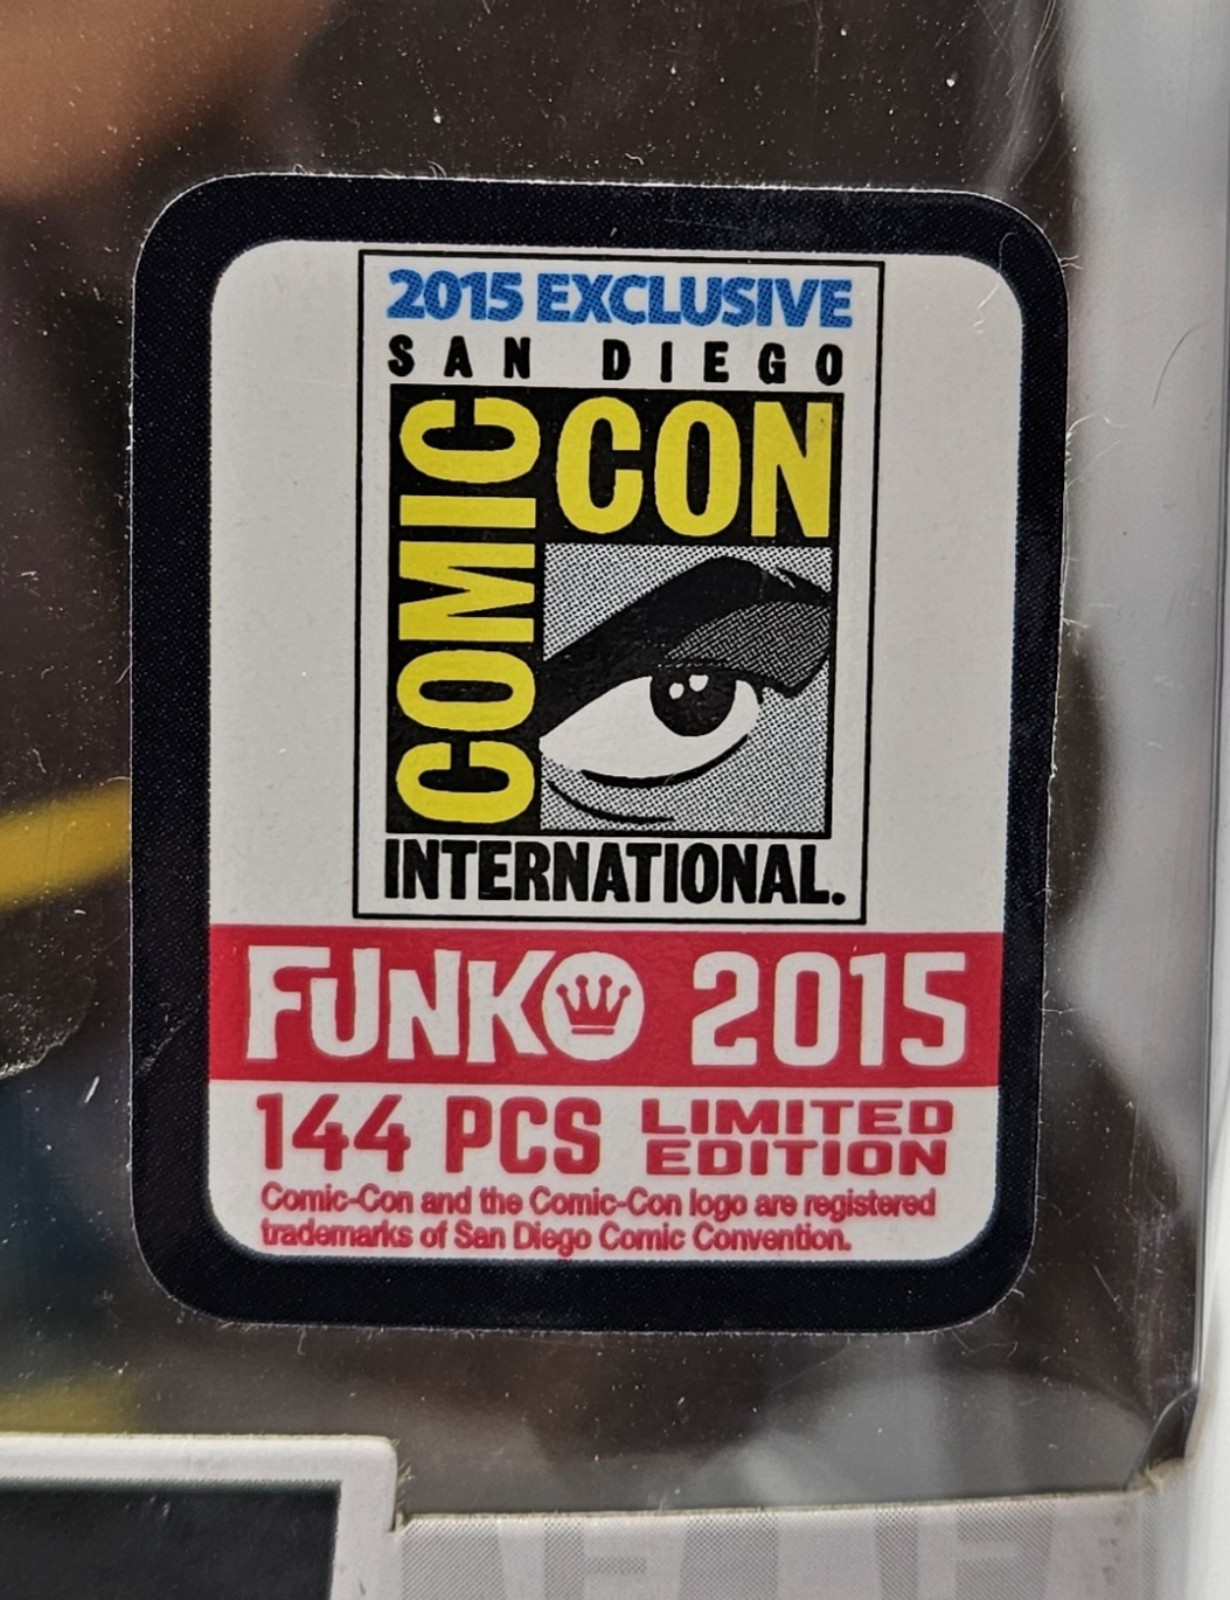 2015 EXCLUSIVE
SAN DIEGO
COMIC CON
INTERNATIONAL.
FUNKO 2015
144 PCS LIMITED EDITION
Comic-Con and the Comic-Con logo are registered
trademarks of San Diego Comic Convention.